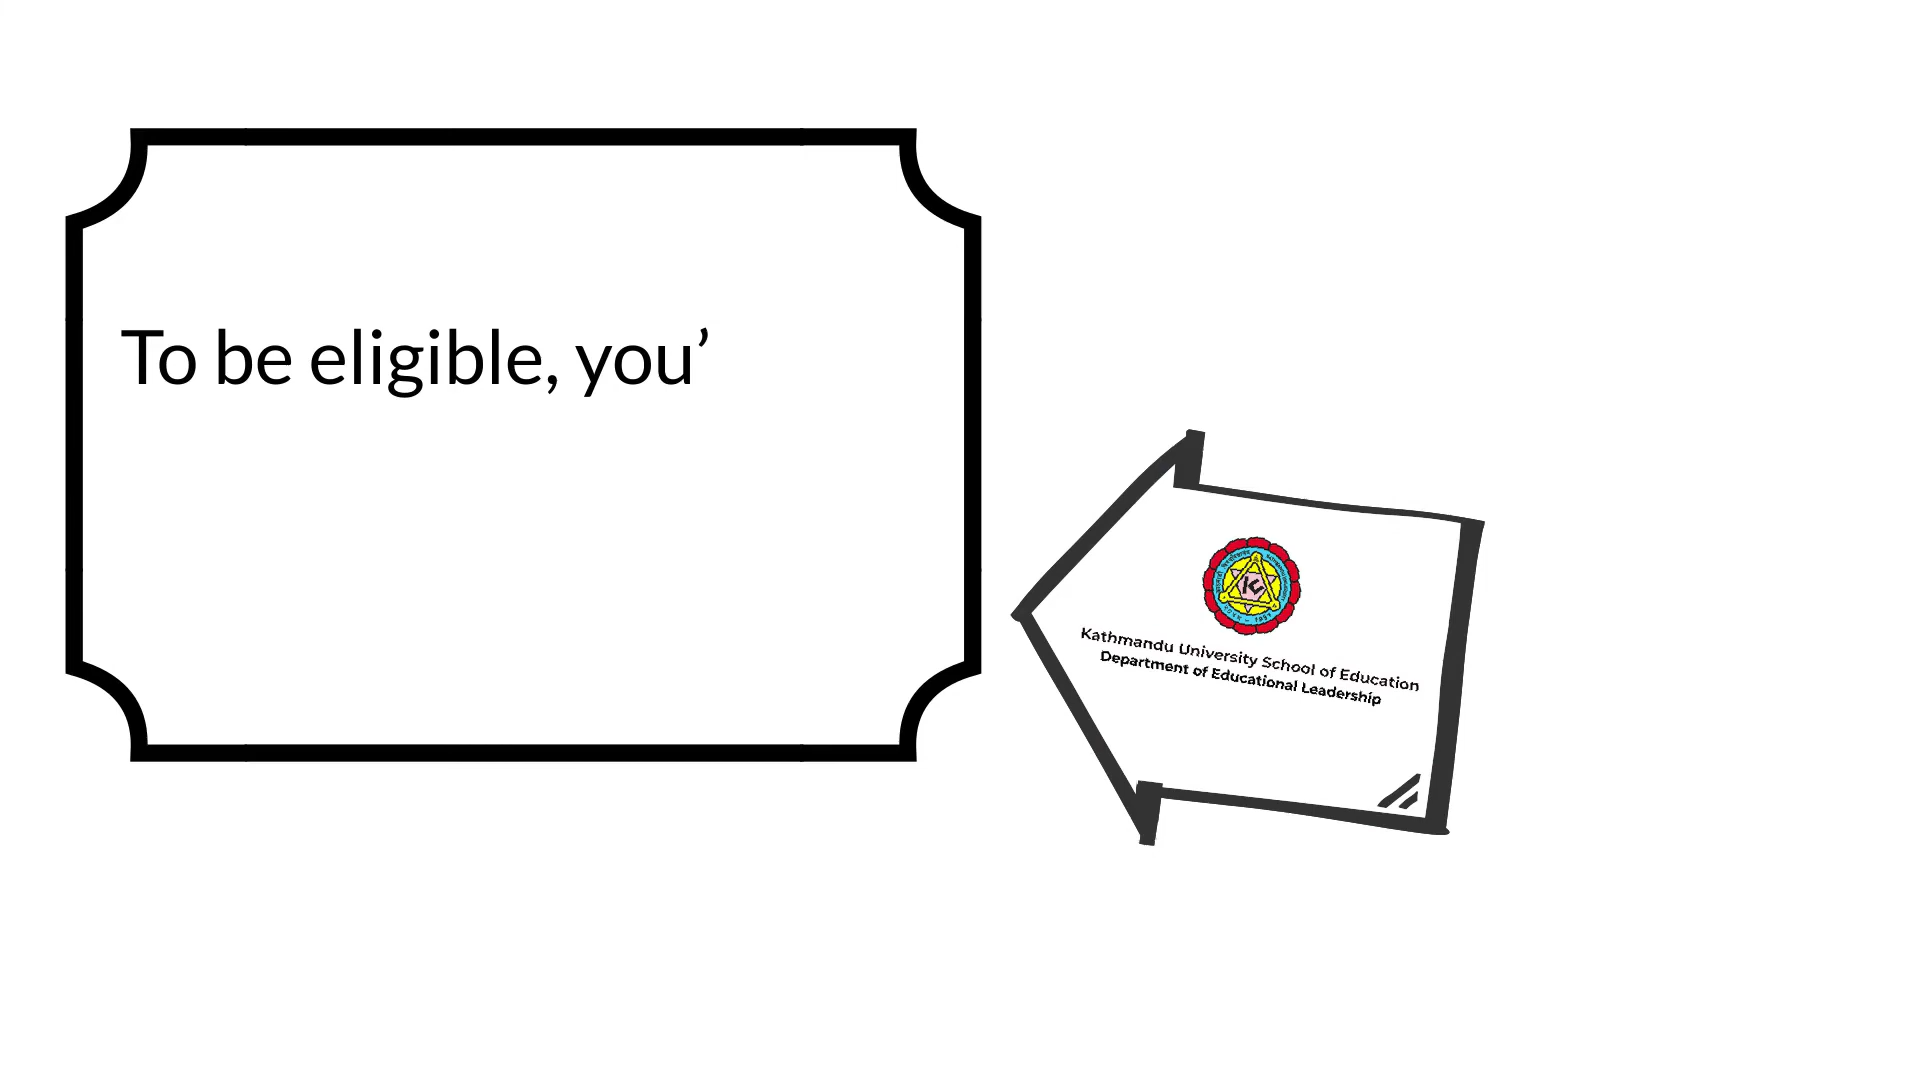 To be eligible, you’
Kathmandu University School of Education
Department of Educational Leadership